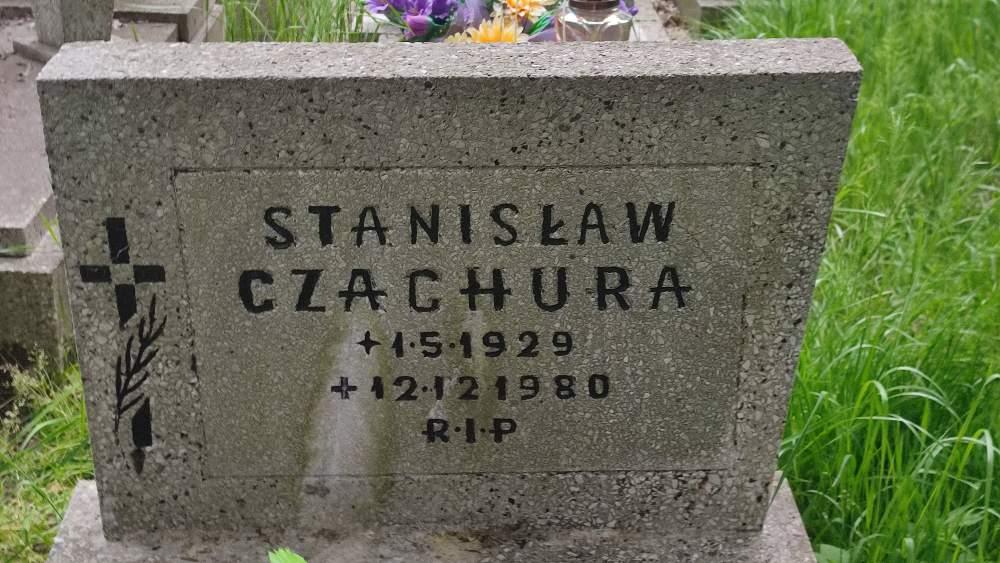 STANISŁAW
CZACHURA
+1·5·1929
+12·12·1980
R·I·P